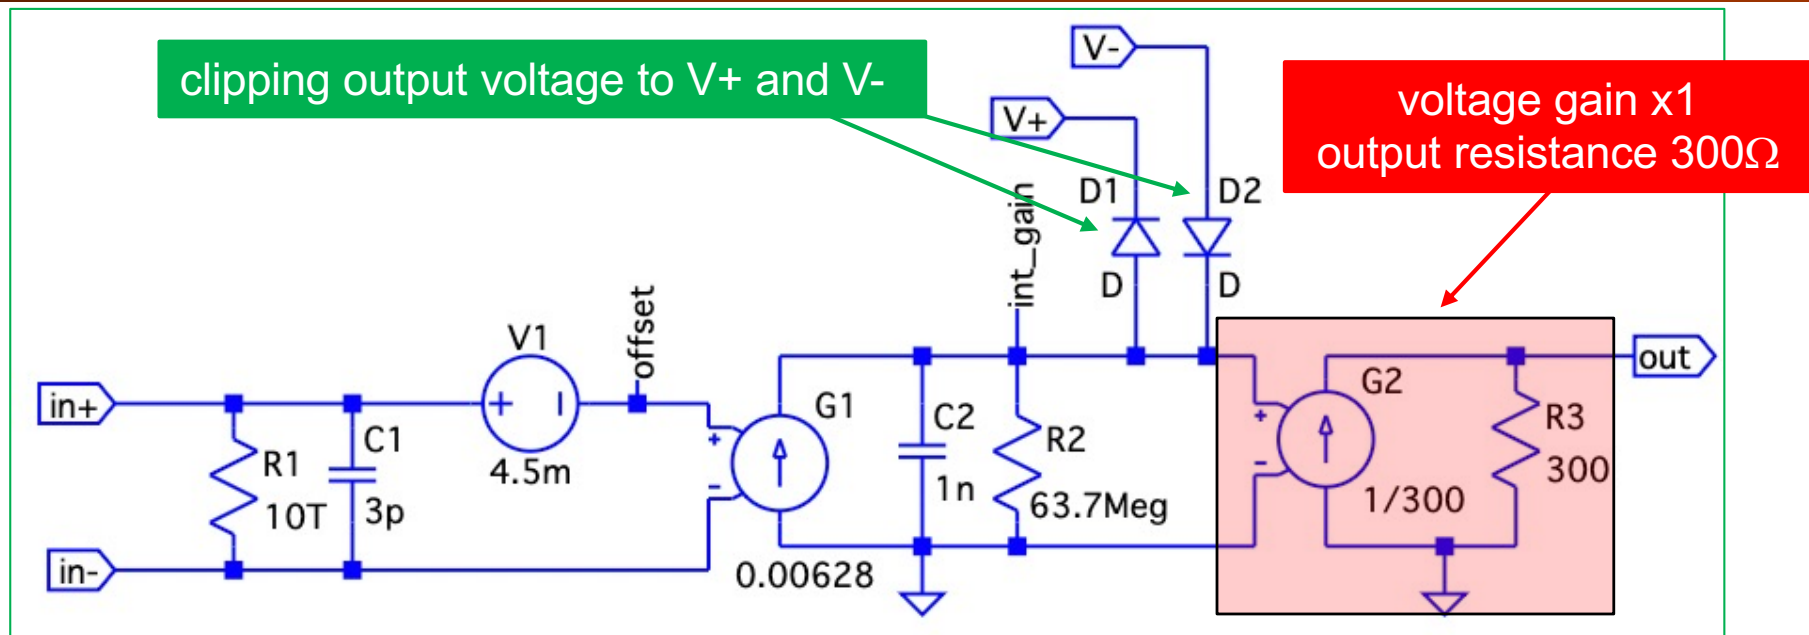 clipping output voltage to V+ and V-
V-
V+
voltage gain x1
output resistance 300Ω
D1
D2
int_gain
D
D
offset
V1
+
4.5m
in+
R1
10T
C1
3p
in-
+
-
G1
0.00628
C2
1n
R2
63.7Meg
+
-
G2
1/300
R3
300
out